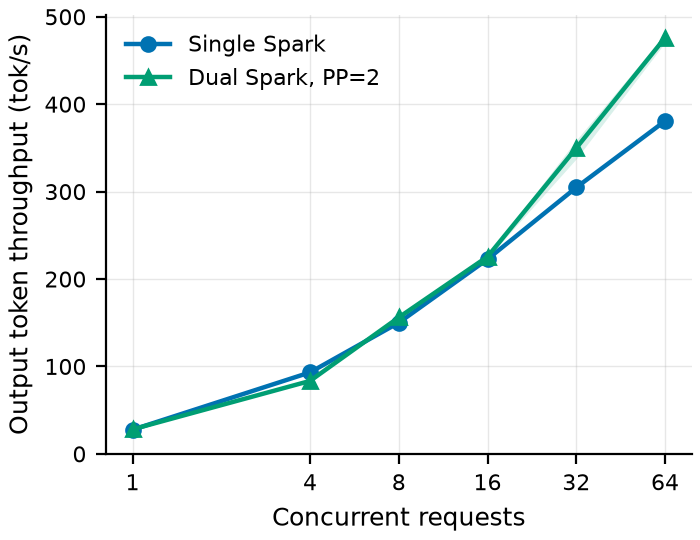 Output token throughput (tok/s)
500
400
300
200
100
0
Single Spark
Dual Spark, PP=2
1 4 8 16 32 64
Concurrent requests